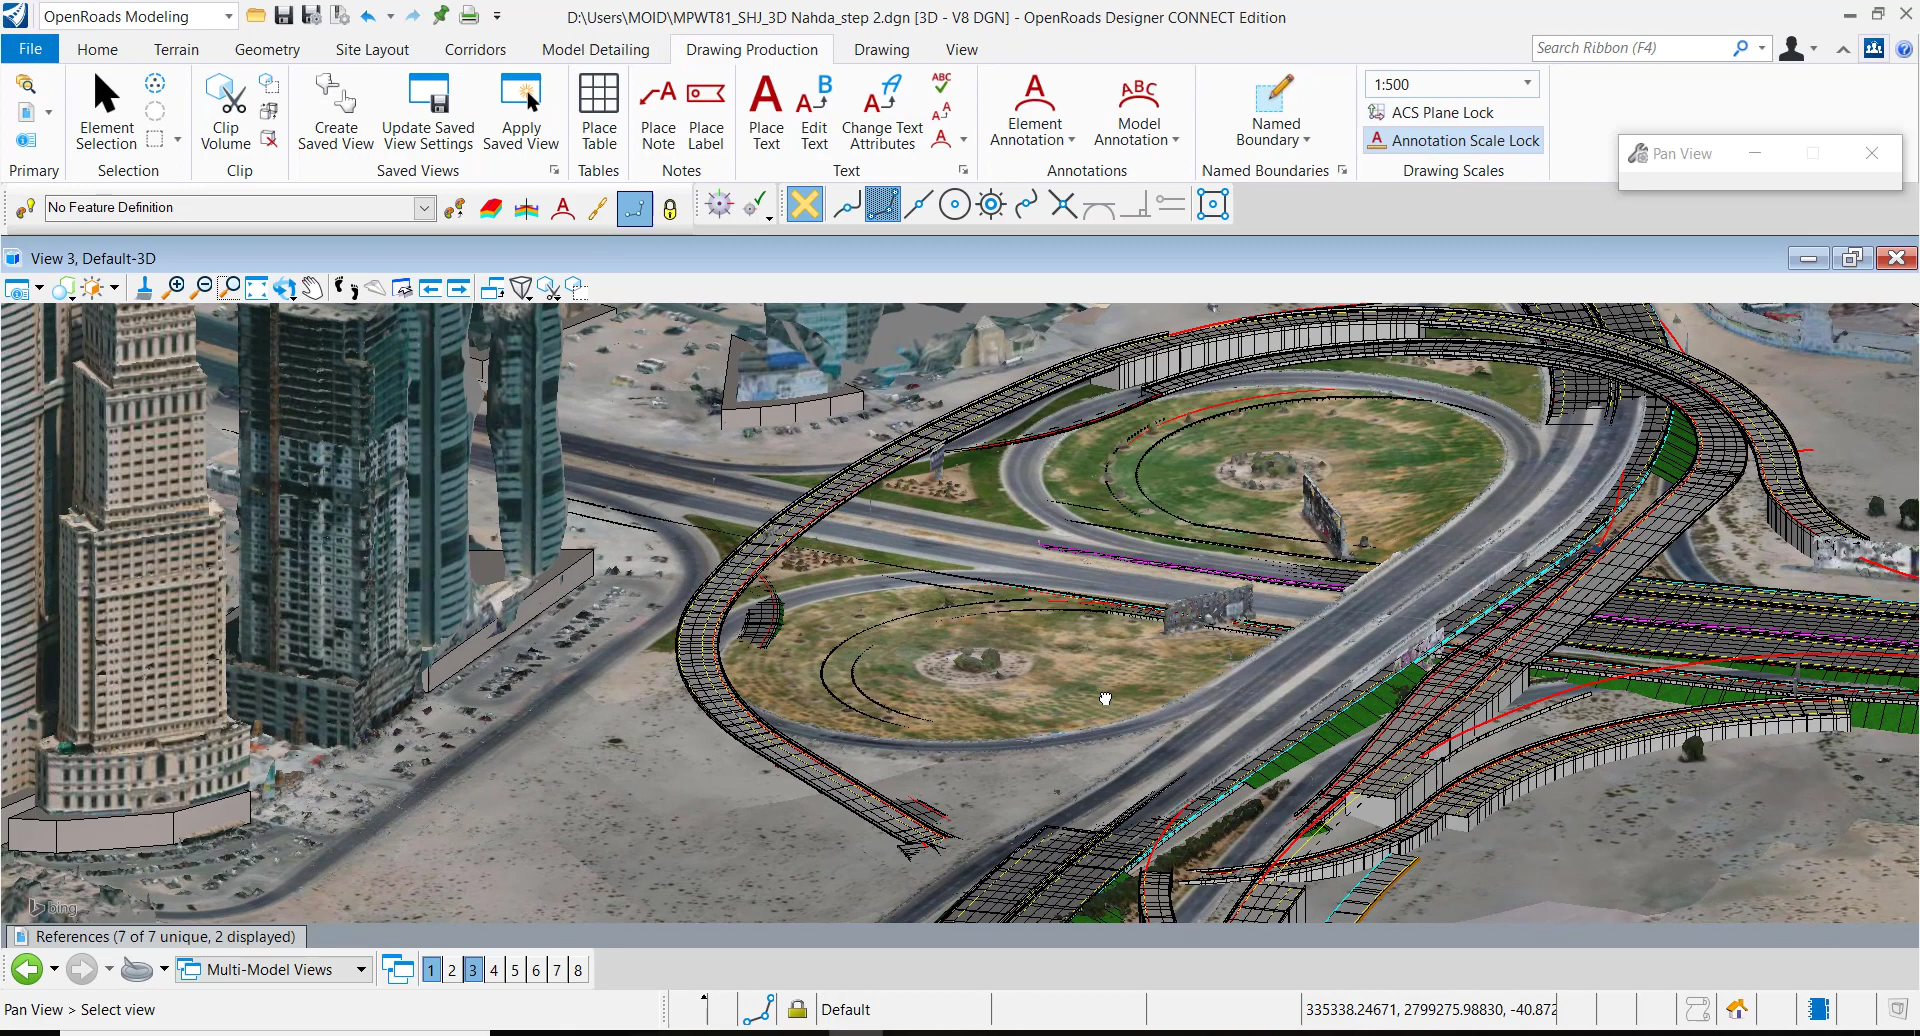 OpenRoads Modeling
D:\Users\MOID\MPWT81_SHJ_3D Nahda_step 2.dgn [3D - V8 DGN] - OpenRoads Designer CONNECT Edition
File Home Terrain Geometry Site Layout Corridors Model Detailing Drawing Production Drawing View
Search Ribbon (F4)
Element Selection
Clip Volume
Create Saved View
Update Saved View Settings
Apply Saved View
Place Table
Place Note
Place Label
Place Text
Edit Text
Change Text Attributes
ABC
Element Annotation
ABC
Model Annotation
Named Boundary
1:500
ACS Plane Lock
Annotation Scale Lock
Pan View
Primary Selection Clip Saved Views Tables Notes Text Annotations Named Boundaries Drawing Scales
No Feature Definition
View 3, Default-3D
bing
References (7 of 7 unique, 2 displayed)
Multi-Model Views
1 2 3 4 5 6 7 8
Pan View > Select view
Default
335338.24671, 2799275.98830, -40.872